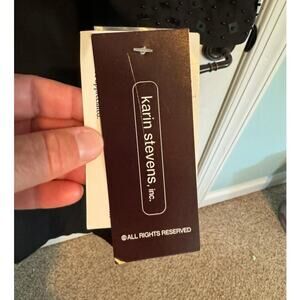 karin stevens, inc.
© ALL RIGHTS RESERVED